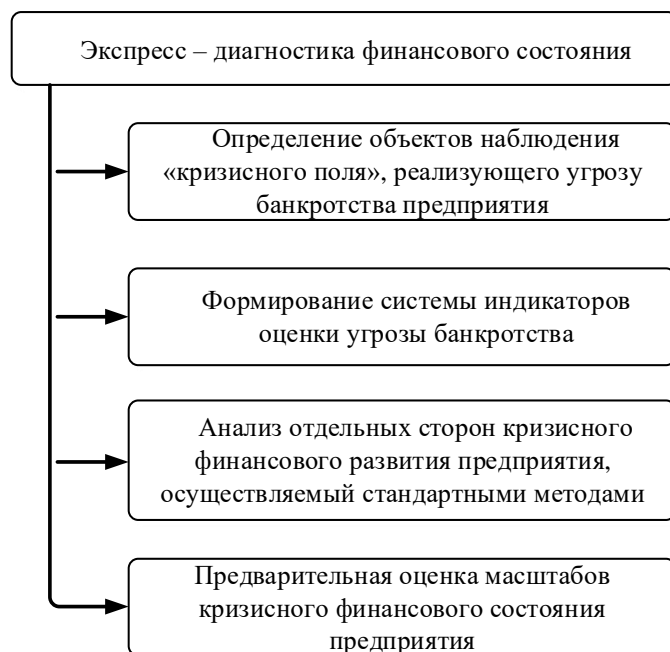 Экспресс – диагностика финансового состояния
Определение объектов наблюдения
«кризисного поля», реализующего угрозу
банкротства предприятия
Формирование системы индикаторов
оценки угрозы банкротства
Анализ отдельных сторон кризисного
финансового развития предприятия,
осуществляемый стандартными методами
Предварительная оценка масштабов
кризисного финансового состояния
предприятия